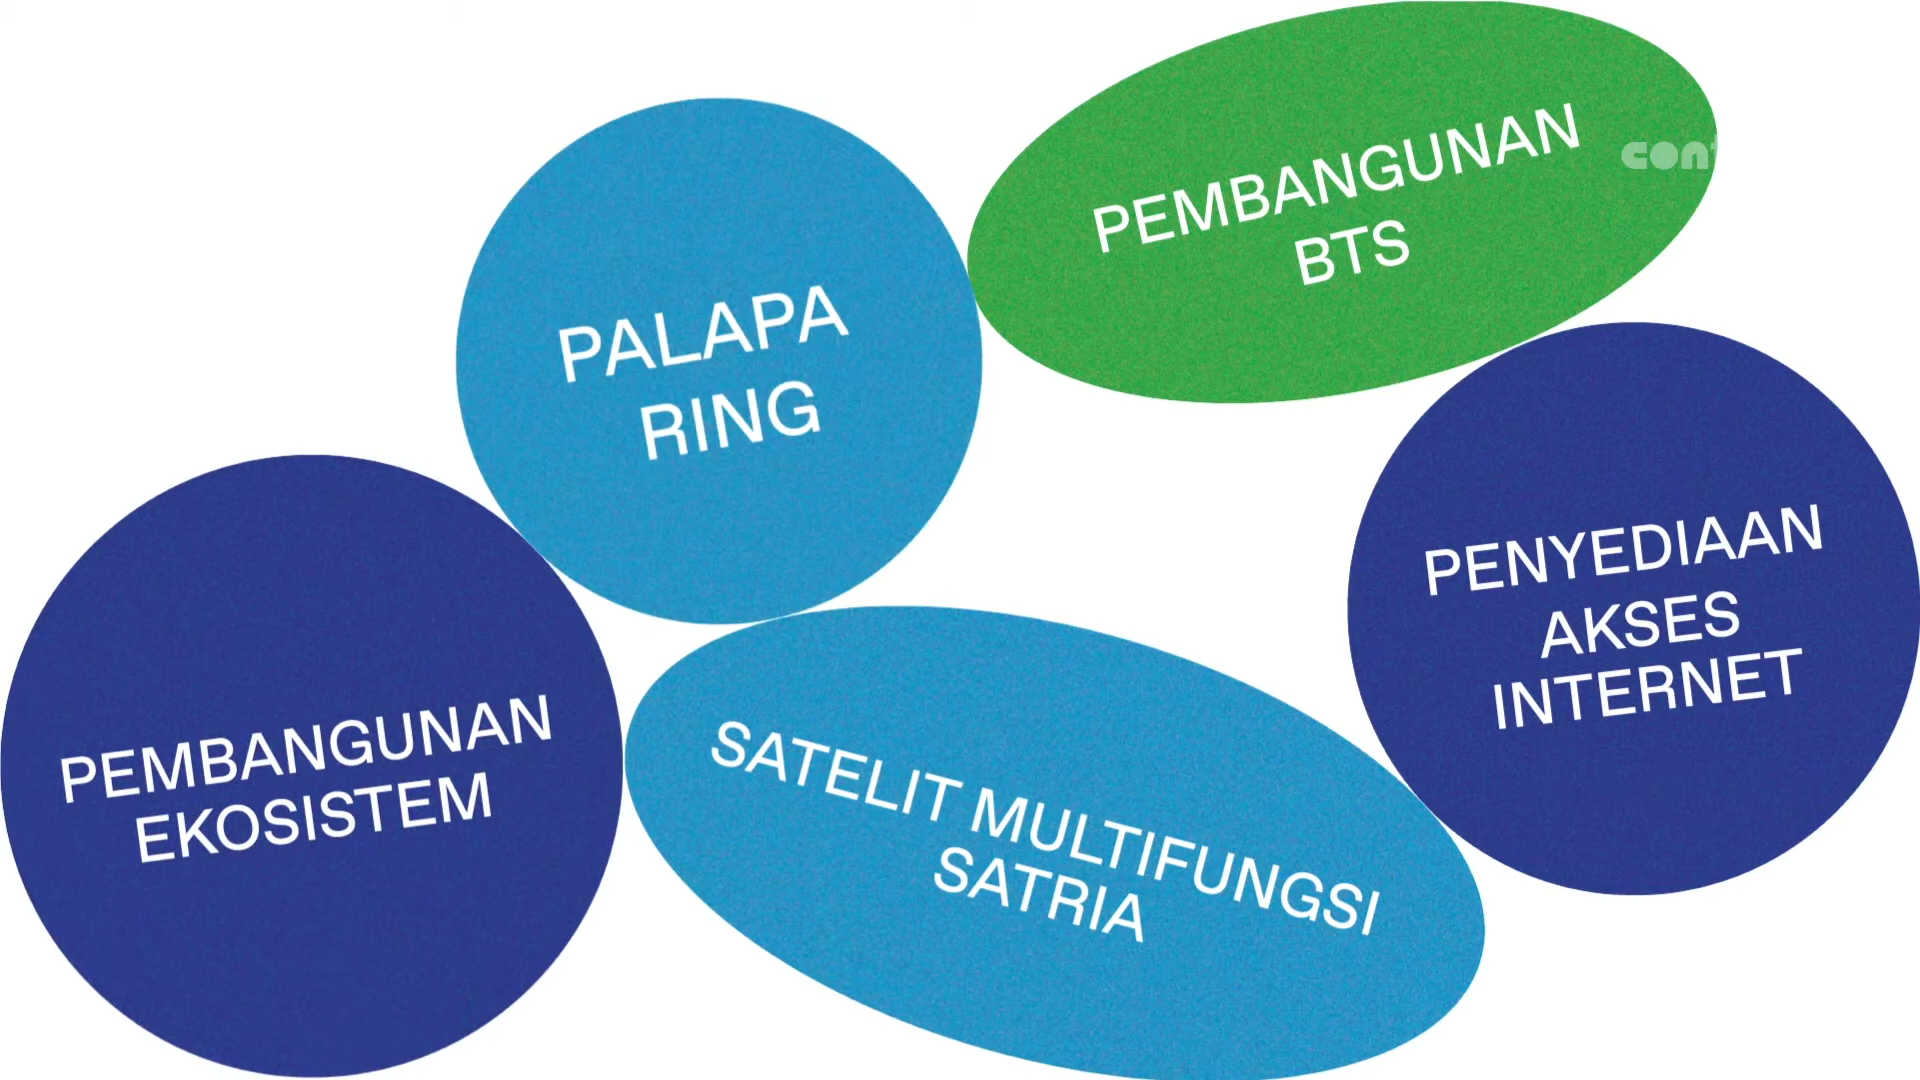 PEMBANGUNAN
BTS
PALAPA
RING
PENYEDIAAN
AKSES
INTERNET
PEMBANGUNAN
EKOSISTEM
SATELIT MULTIFUNGSI
SATRIA